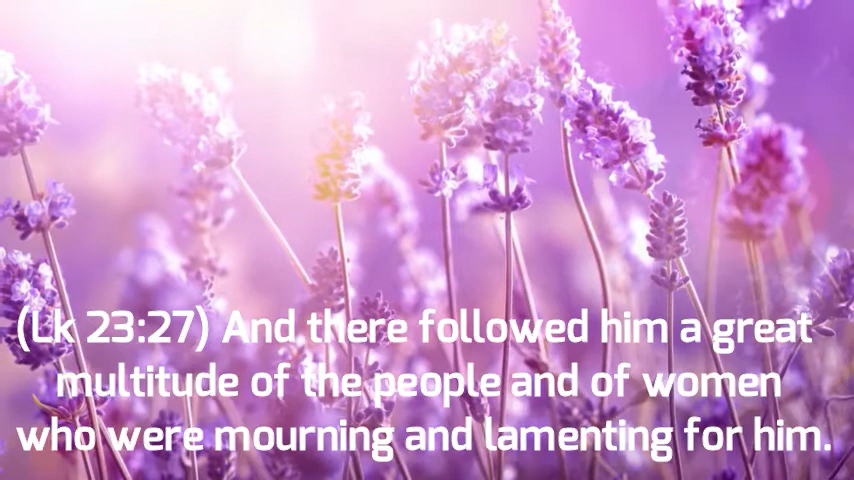 (Lk 23:27) And there followed him a great
multitude of the people and of women
who were mourning and lamenting for him.